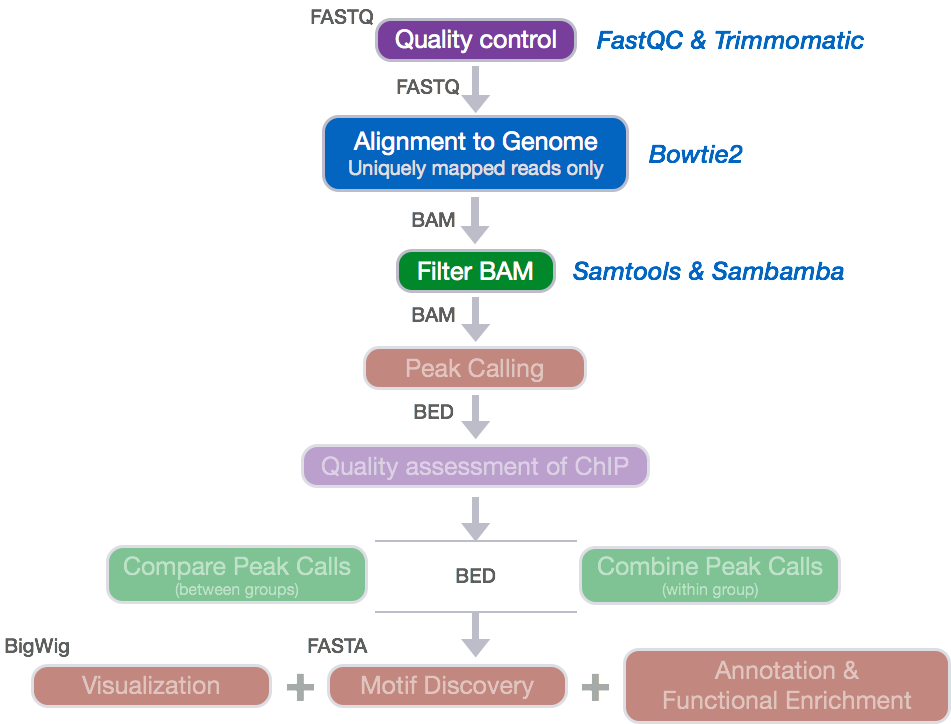 FASTQ
Quality control
FastQC & Trimmomatic
FASTQ
Alignment to Genome
Uniquely mapped reads only
Bowtie2
BAM
Filter BAM
Samtools & Sambamba
BAM
Peak Calling
BED
Quality assessment of ChIP
Compare Peak Calls
(between groups)
BED
Combine Peak Calls
(within group)
BigWig
Visualization
FASTA
Motif Discovery
Annotation &
Functional Enrichment